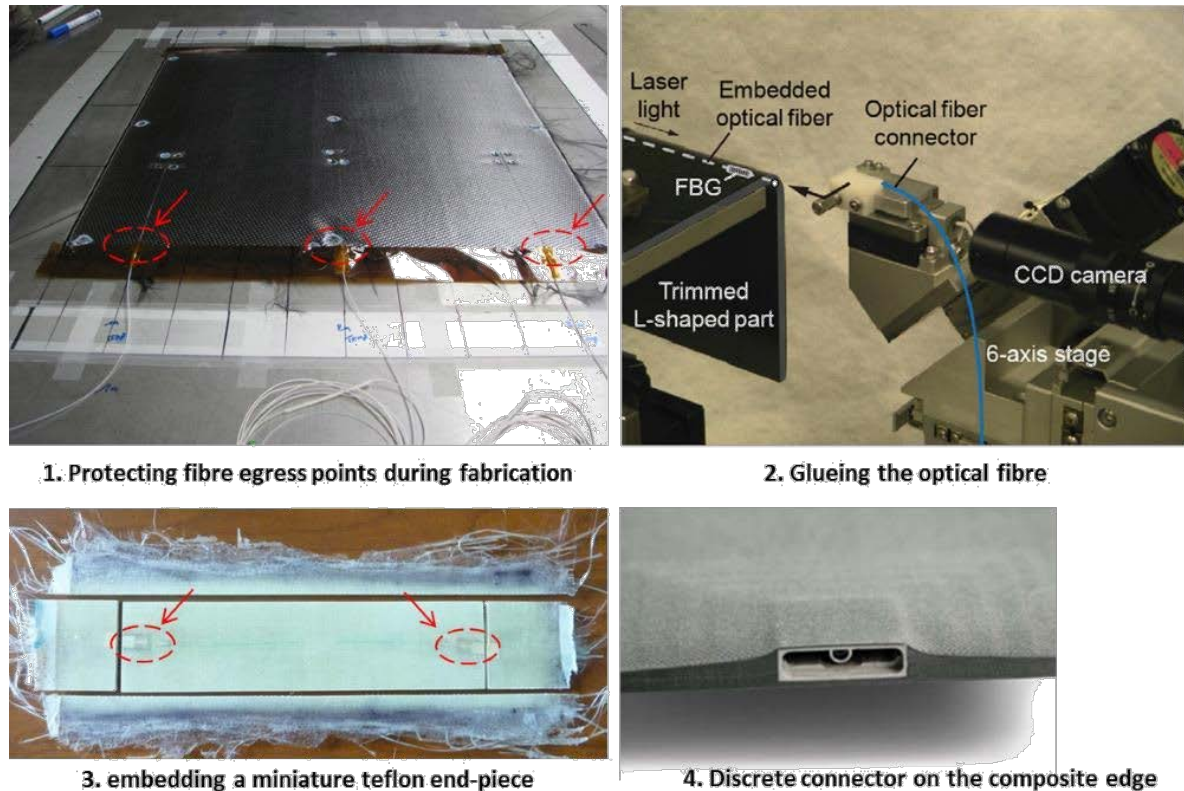 Laser
light
Embedded
optical fiber
Optical fiber
connector
FBG
CCD camera
Trimmed
L-shaped part
6-axis stage
1. Protecting fibre egress points during fabrication
2. Glueing the optical fibre
3. embedding a miniature teflon end-piece
4. Discrete connector on the composite edge